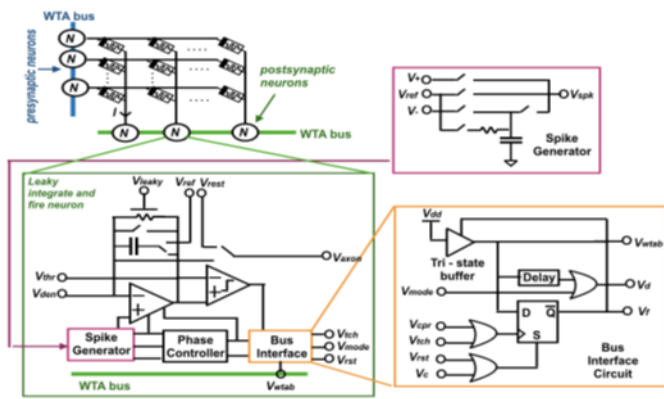 WTA bus
N
N
N
presynaptic neurons
I
N
N
N
postsynaptic
neurons
WTA bus
V+
Vref
V-
Vspk
Spike
Generator
Leaky
integrate and
fire neuron
Vleaky
Vref Vrest
Vaxon
Vthr
Vden
Spike
Generator
Phase
Controller
Bus
Interface
Vtch
Vmode
Vrst
WTA bus
Vwtab
Vdd
Tri - state
buffer
Vwtab
Delay
Vmode
Vd
D Q
S
Vf
Vcpr
Vtch
Vrst
Vc
Bus
Interface
Circuit